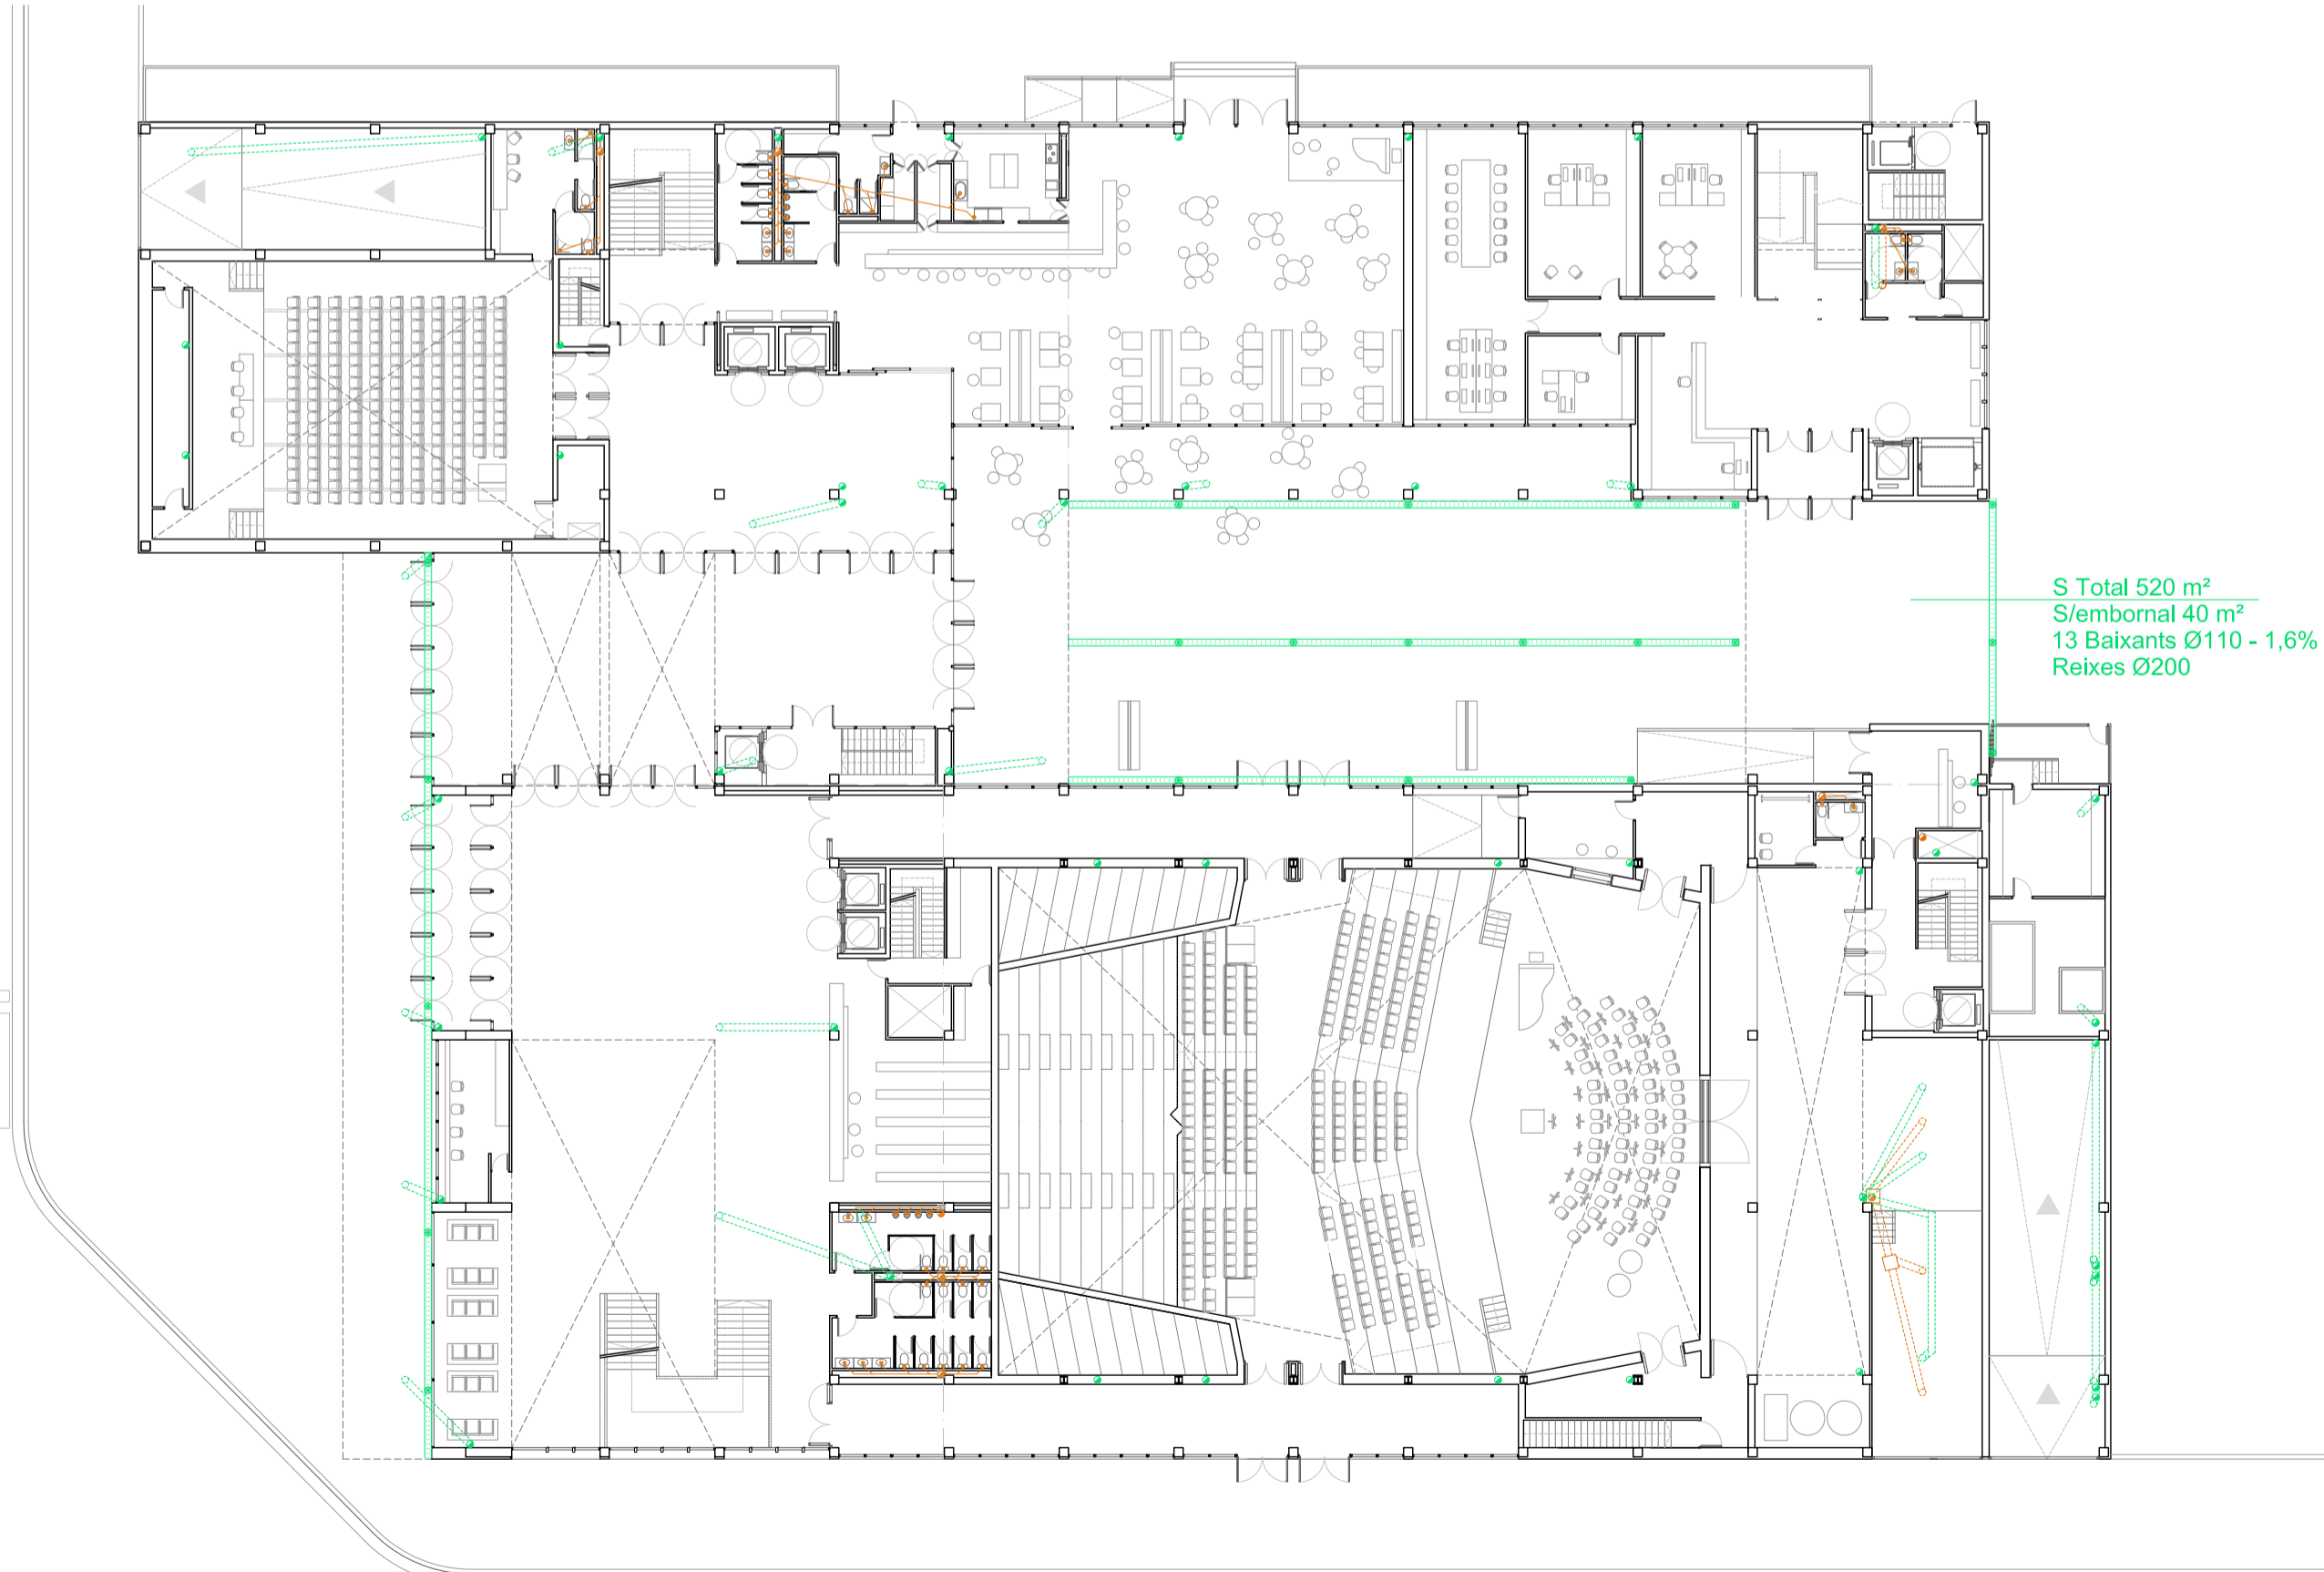 S Total 520 m²
S/embornal 40 m²
13 Baixants Ø110 - 1,6%
Reixes Ø200